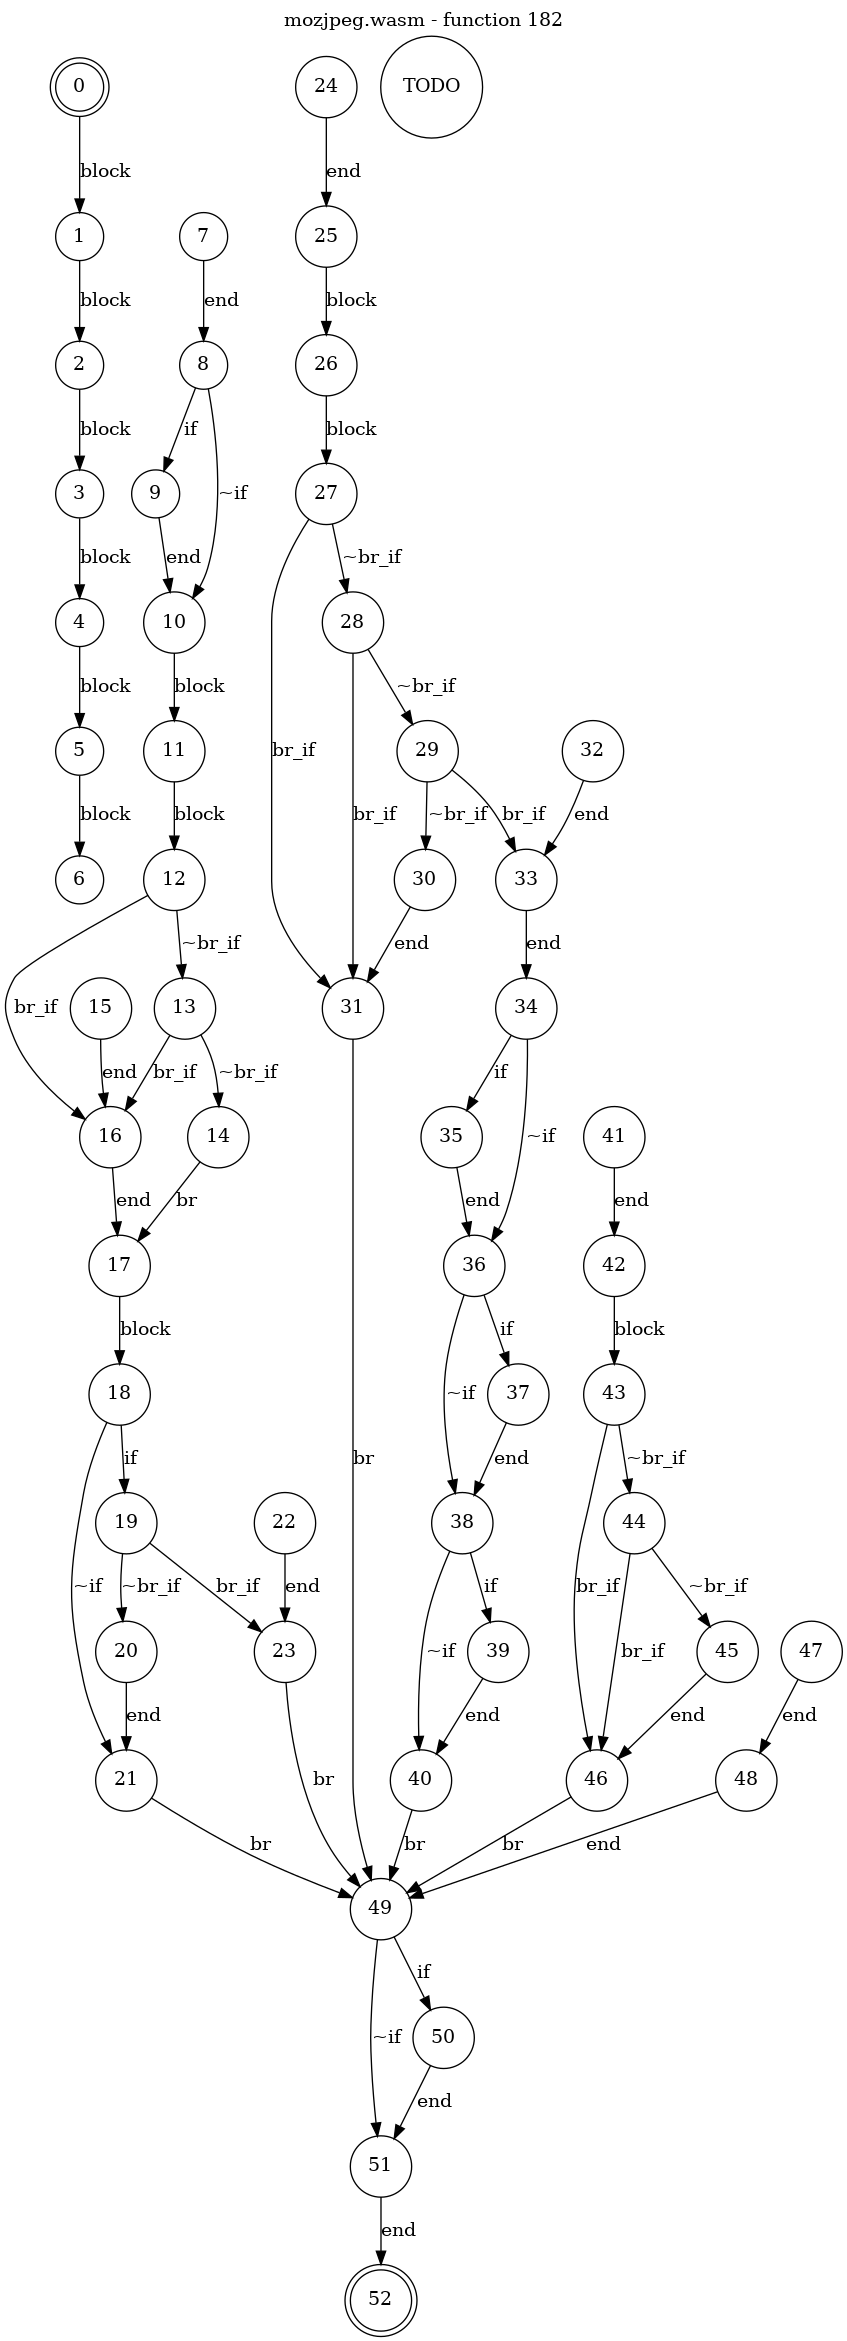 mozjpeg.wasm - function 182
0
24
TODO
block
end
1
7
25
block
end
block
2
8
26
block
if
block
3
9
~if
27
block
end
~br_if
4
10
28
block
block
~br_if
5
11
br_if
29
32
block
block
br_if
~br_if
br_if
end
6
12
30
33
~br_if
end
end
br_if
15
13
31
34
end
br_if
~br_if
if
16
14
35
~if
41
end
br
end
end
17
36
42
block
if
block
18
~if
37
43
if
br
end
~br_if
19
22
38
44
~if
~br_if
br_if
end
if
br_if
~br_if
20
23
~if
39
br_if
45
47
end
end
end
end
21
br
40
46
48
br
br
br
end
49
if
~if
50
end
51
end
52